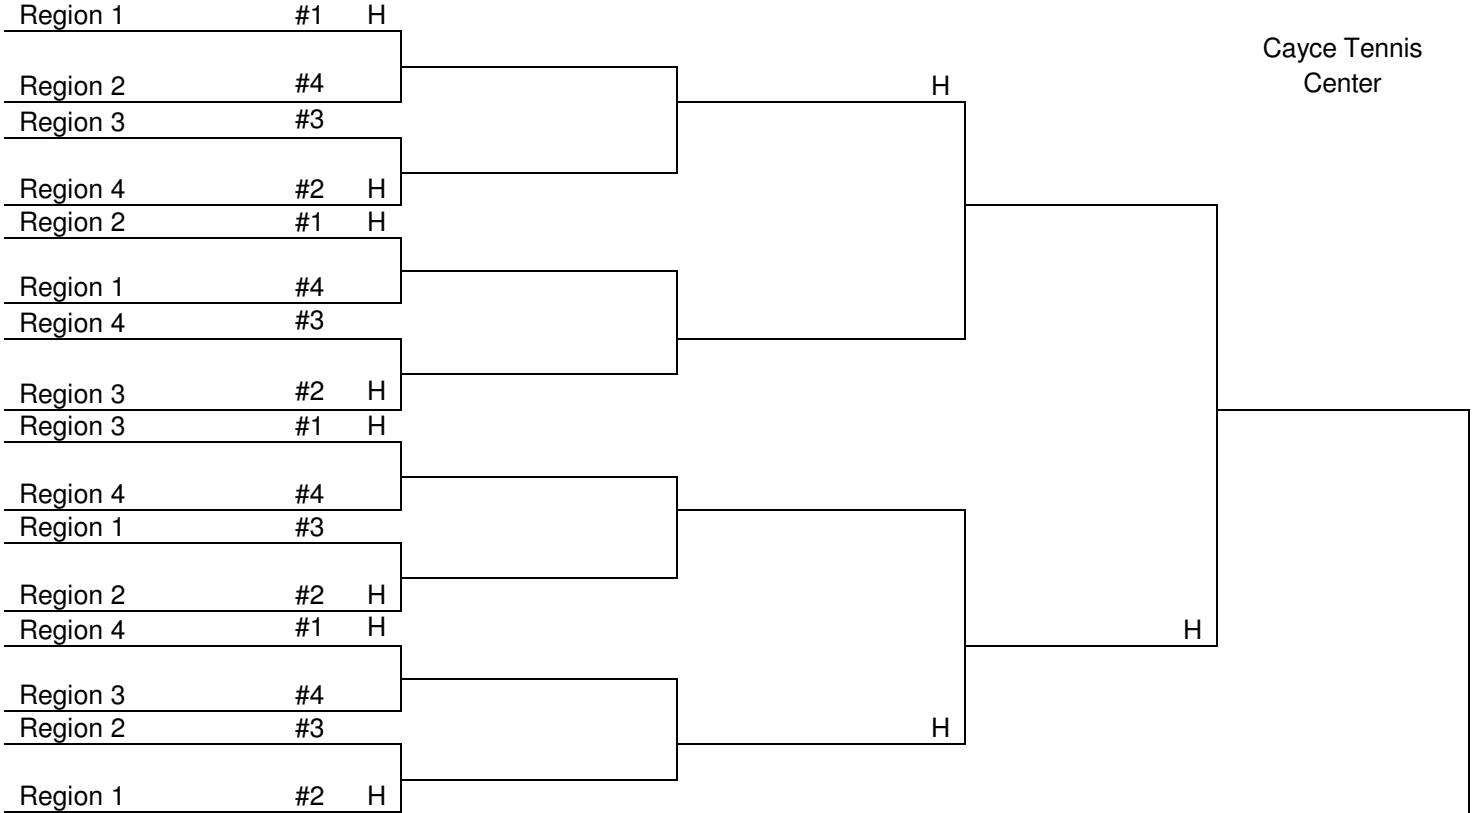 Region 1 #1 H
Cayce Tennis
Center
Region 2 #4
H
Region 3 #3
Region 4 #2 H
Region 2 #1 H
Region 1 #4
Region 4 #3
Region 3 #2 H
Region 3 #1 H
Region 4 #4
Region 1 #3
Region 2 #2 H
Region 4 #1 H
H
Region 3 #4
Region 2 #3
H
Region 1 #2 H